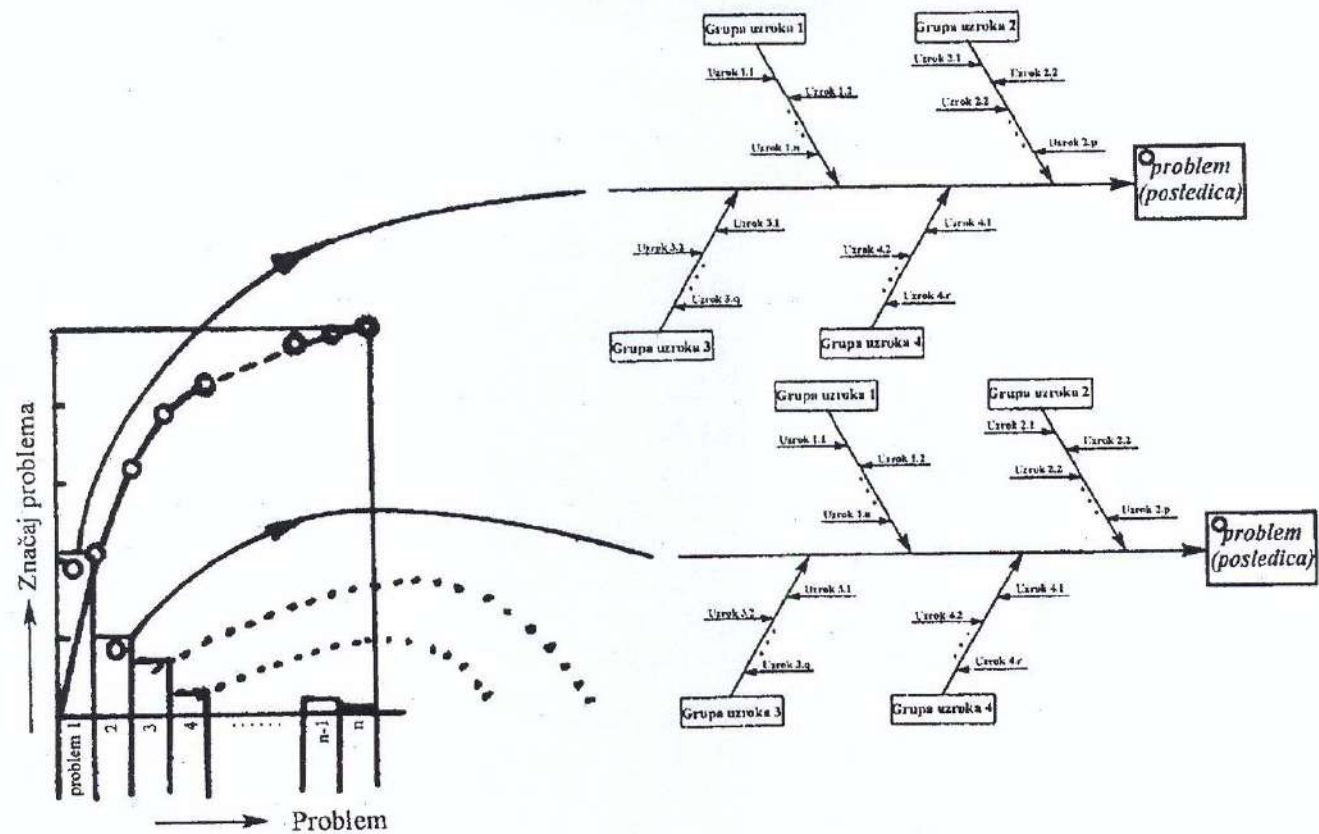 Grupa uzroka 1
Grupa uzroka 2
Uzrok 1.1
Uzrok 1.2
Uzrok 1.n
Uzrok 2.1
Uzrok 2.2
Uzrok 2.2
Uzrok 2.p
problem
(posledica)
Uzrok 3.1
Uzrok 3.2
Uzrok 3.q
Uzrok 4.1
Uzrok 4.2
Uzrok 4.r
Grupa uzroka 3
Grupa uzroka 4
Grupa uzroka 1
Grupa uzroka 2
Uzrok 1.1
Uzrok 1.2
Uzrok 1.n
Uzrok 2.1
Uzrok 2.2
Uzrok 2.2
Uzrok 2.p
problem
(posledica)
Uzrok 3.1
Uzrok 3.2
Uzrok 3.q
Uzrok 4.1
Uzrok 4.2
Uzrok 4.r
Grupa uzroka 3
Grupa uzroka 4
Značaj problema
problem 1
2
3
4
......
n-1
n
Problem